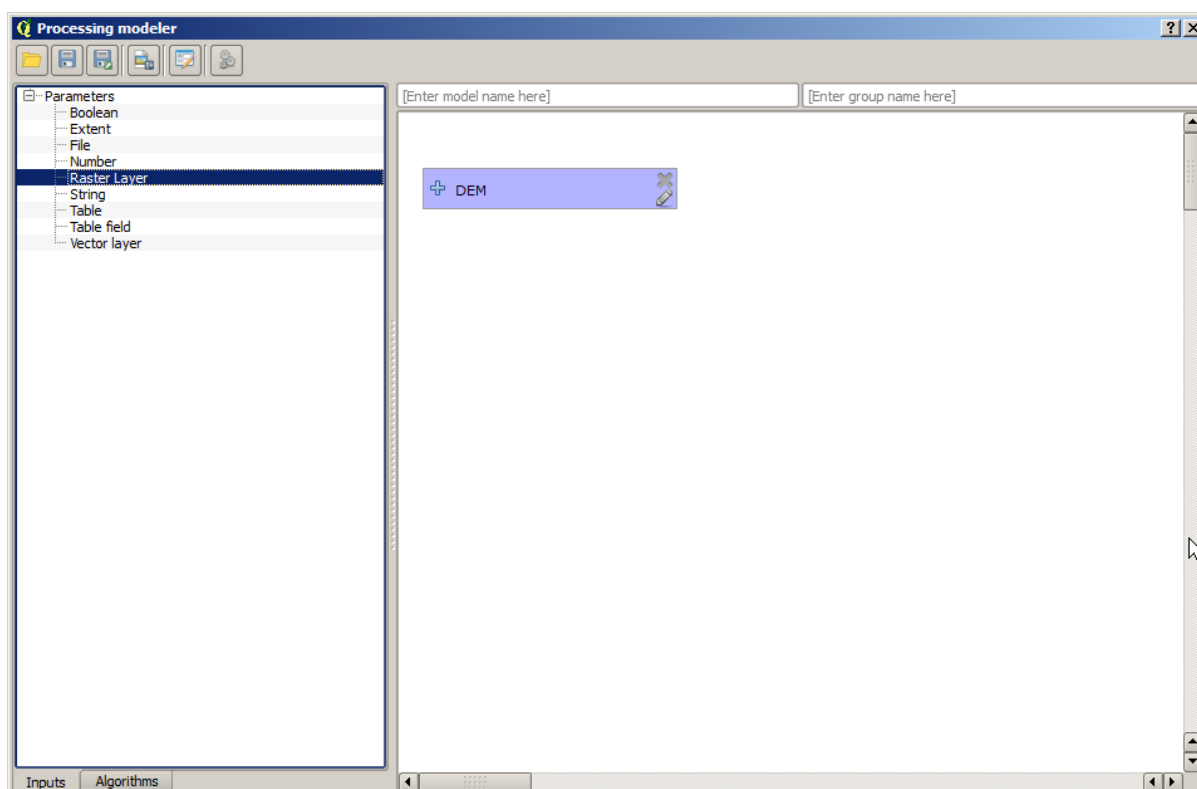 Processing modeler
Parameters
Boolean
Extent
File
Number
Raster Layer
String
Table
Table field
Vector layer
[Enter model name here]
[Enter group name here]
DEM
Inputs
Algorithms